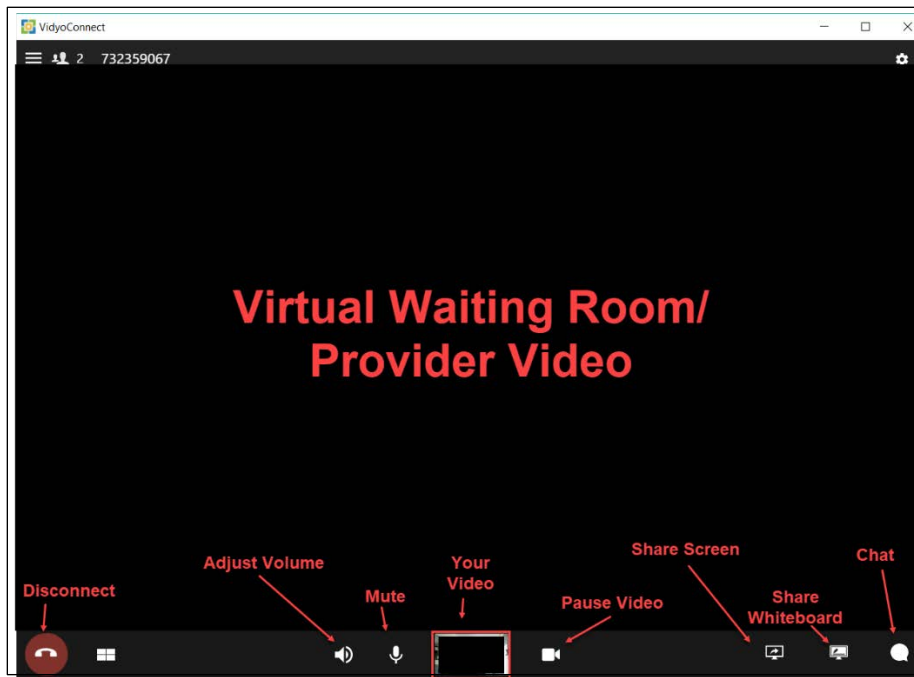 VidyoConnect
2 732359067
Virtual Waiting Room/
Provider Video
Disconnect
Adjust Volume
Mute
Your
Video
Pause Video
Share Screen
Share
Whiteboard
Chat